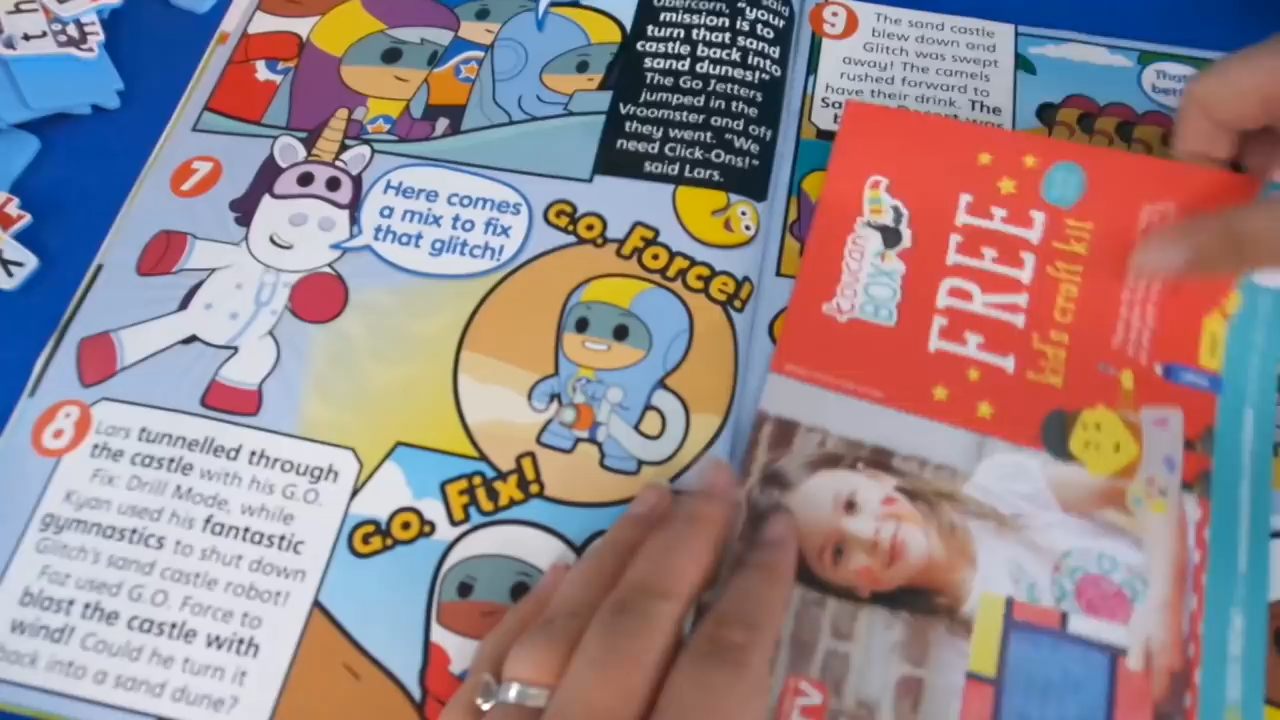 said
Ubercorn, "your
mission is to
turn that sand
castle back into
sand dunes!"
The Go Jetters
jumped in the
Vroomster and off
they went. "We
need Click-Ons!"
said Lars.
7
Here comes
a mix to fix
that glitch!
G.O. Force!
8
Lars tunnelled through
the castle with his G.O.
Fix: Drill Mode, while
Kyan used his fantastic
gymnastics to shut down
Glitch's sand castle robot!
Foz used G.O. Force to
blast the castle with
wind! Could he turn it
back into a sand dune?
G.O. Fix!
9
The sand castle
blew down and
Glitch was swept
away! The camels
rushed forward to
have their drink. The
toucan
BOX
FREE
kids craft kit
t h